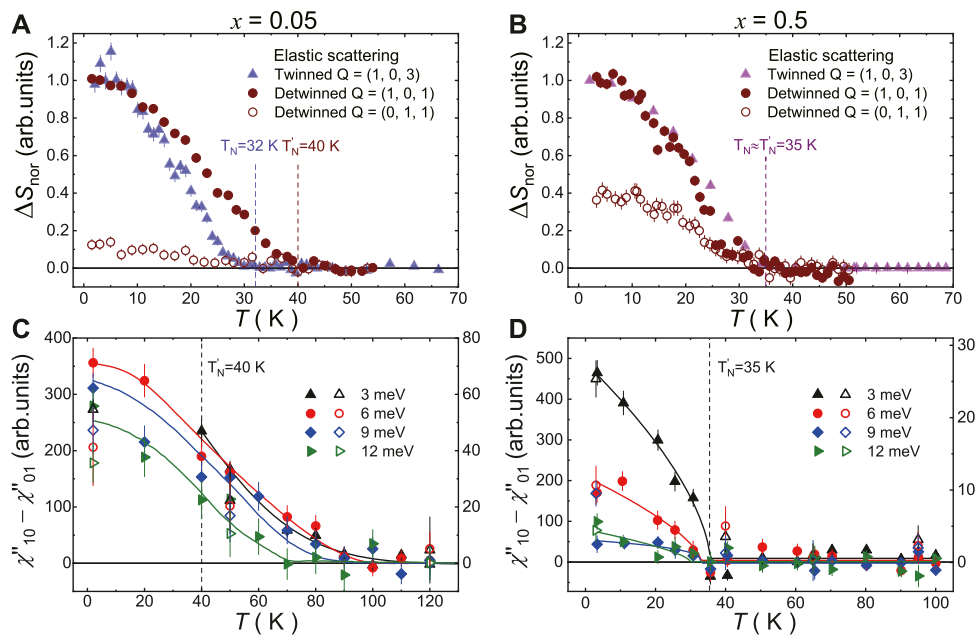 x = 0.05
x = 0.5
A
1.2
1.0
0.8
0.6
0.4
0.2
0.0
ΔS_nor (arb.units)
Elastic scattering
Twinned Q = (1, 0, 3)
Detwinned Q = (1, 0, 1)
Detwinned Q = (0, 1, 1)
T_N=32 K T'_N=40 K
0 10 20 30 40 50 60 70
T ( K )
B
1.2
1.0
0.8
0.6
0.4
0.2
0.0
ΔS_nor (arb.units)
Elastic scattering
Twinned Q = (1, 0, 3)
Detwinned Q = (1, 0, 1)
Detwinned Q = (0, 1, 1)
T_N≈T'_N=35 K
0 10 20 30 40 50 60 70
T ( K )
C
400
300
200
100
0
χ''_10 − χ''_01 (arb.units)
T'_N=40 K
3 meV
6 meV
9 meV
12 meV
80
60
40
20
0
0 20 40 60 80 100 120
T ( K )
D
500
400
300
200
100
0
χ''_10 − χ''_01 (arb.units)
T'_N=35 K
3 meV
6 meV
9 meV
12 meV
30
20
10
0
0 20 40 60 80 100
T ( K )